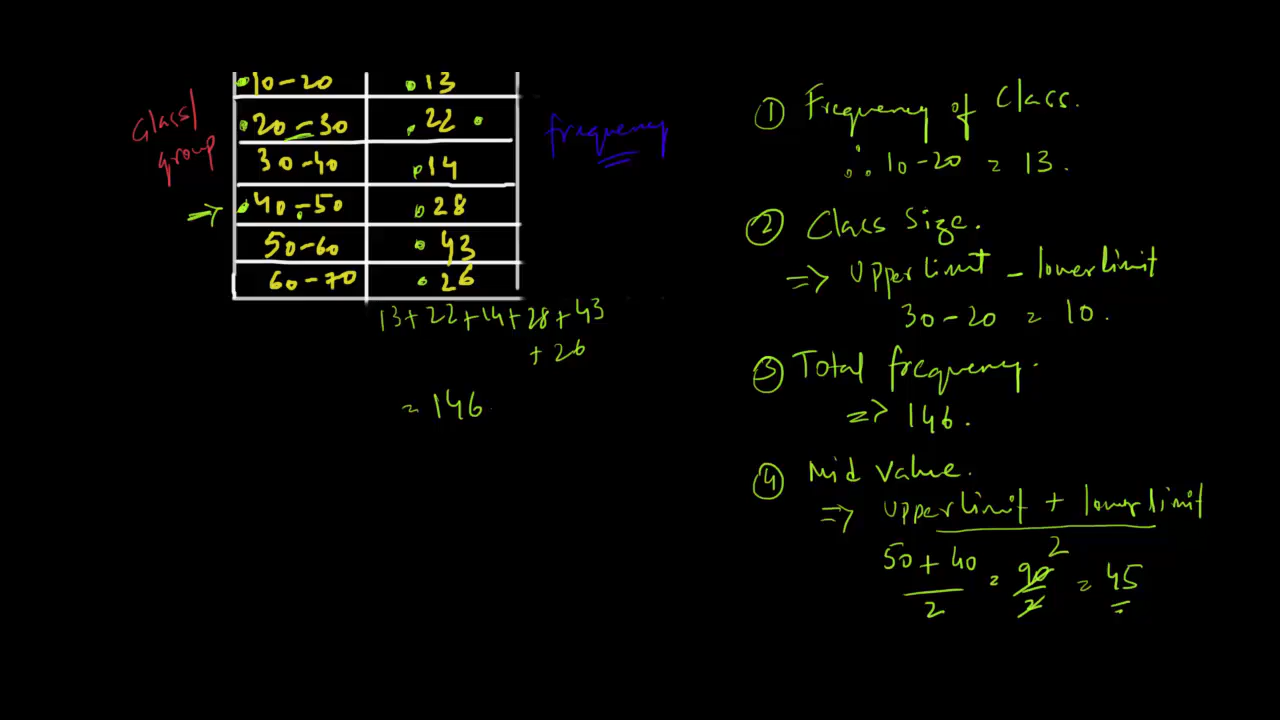 10-20 13
20-30 22
30-40 14
40-50 28
50-60 43
60-70 26
Class/
group
frequency
13+22+14+28+43
+26
= 146
① Frequency of Class.
∴ 10-20 = 13.
② Class Size.
=> upper limit - lower limit
30-20 = 10.
③ Total frequency.
=> 146.
④ Mid value.
=> upper limit + lower limit
2
50+40 = 90 = 45
2 2